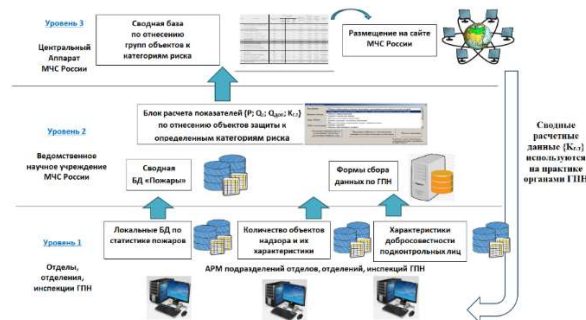 Уровень 3
Центральный
Аппарат
МЧС России
Сводная база
по отнесению
групп объектов к
категориям риска
Размещение на сайте
МЧС России
Уровень 2
Ведомственное
научное учреждение
МЧС России
Блок расчета показателей
по отнесению объектов защиты к
определенным категориям риска
Сводная
БД «Пожары»
Формы сбора
данных по ГПН
Сводные
расчетные
данные
используются
на практике
органами ГПН
Уровень 1
Отделы,
отделения,
инспекции ГПН
Локальные БД по
статистике пожаров
Количество объектов
надзора и их
характеристики
Характеристики
добросовестности
подконтрольных лиц
АРМ подразделений отделов, отделений, инспекций ГПН